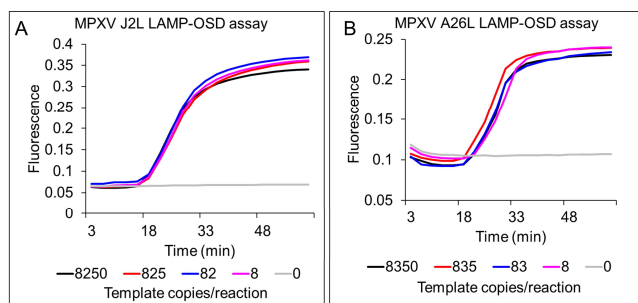 A
MPXV J2L LAMP-OSD assay
0.4
0.35
0.3
0.25
0.2
0.15
0.1
0.05
0
Fluorescence
3 18 33 48
Time (min)
8250 825 82 8 0
Template copies/reaction
B
MPXV A26L LAMP-OSD assay
0.25
0.2
0.15
0.1
0.05
Fluorescence
3 18 33 48
Time (min)
8350 835 83 8 0
Template copies/reaction